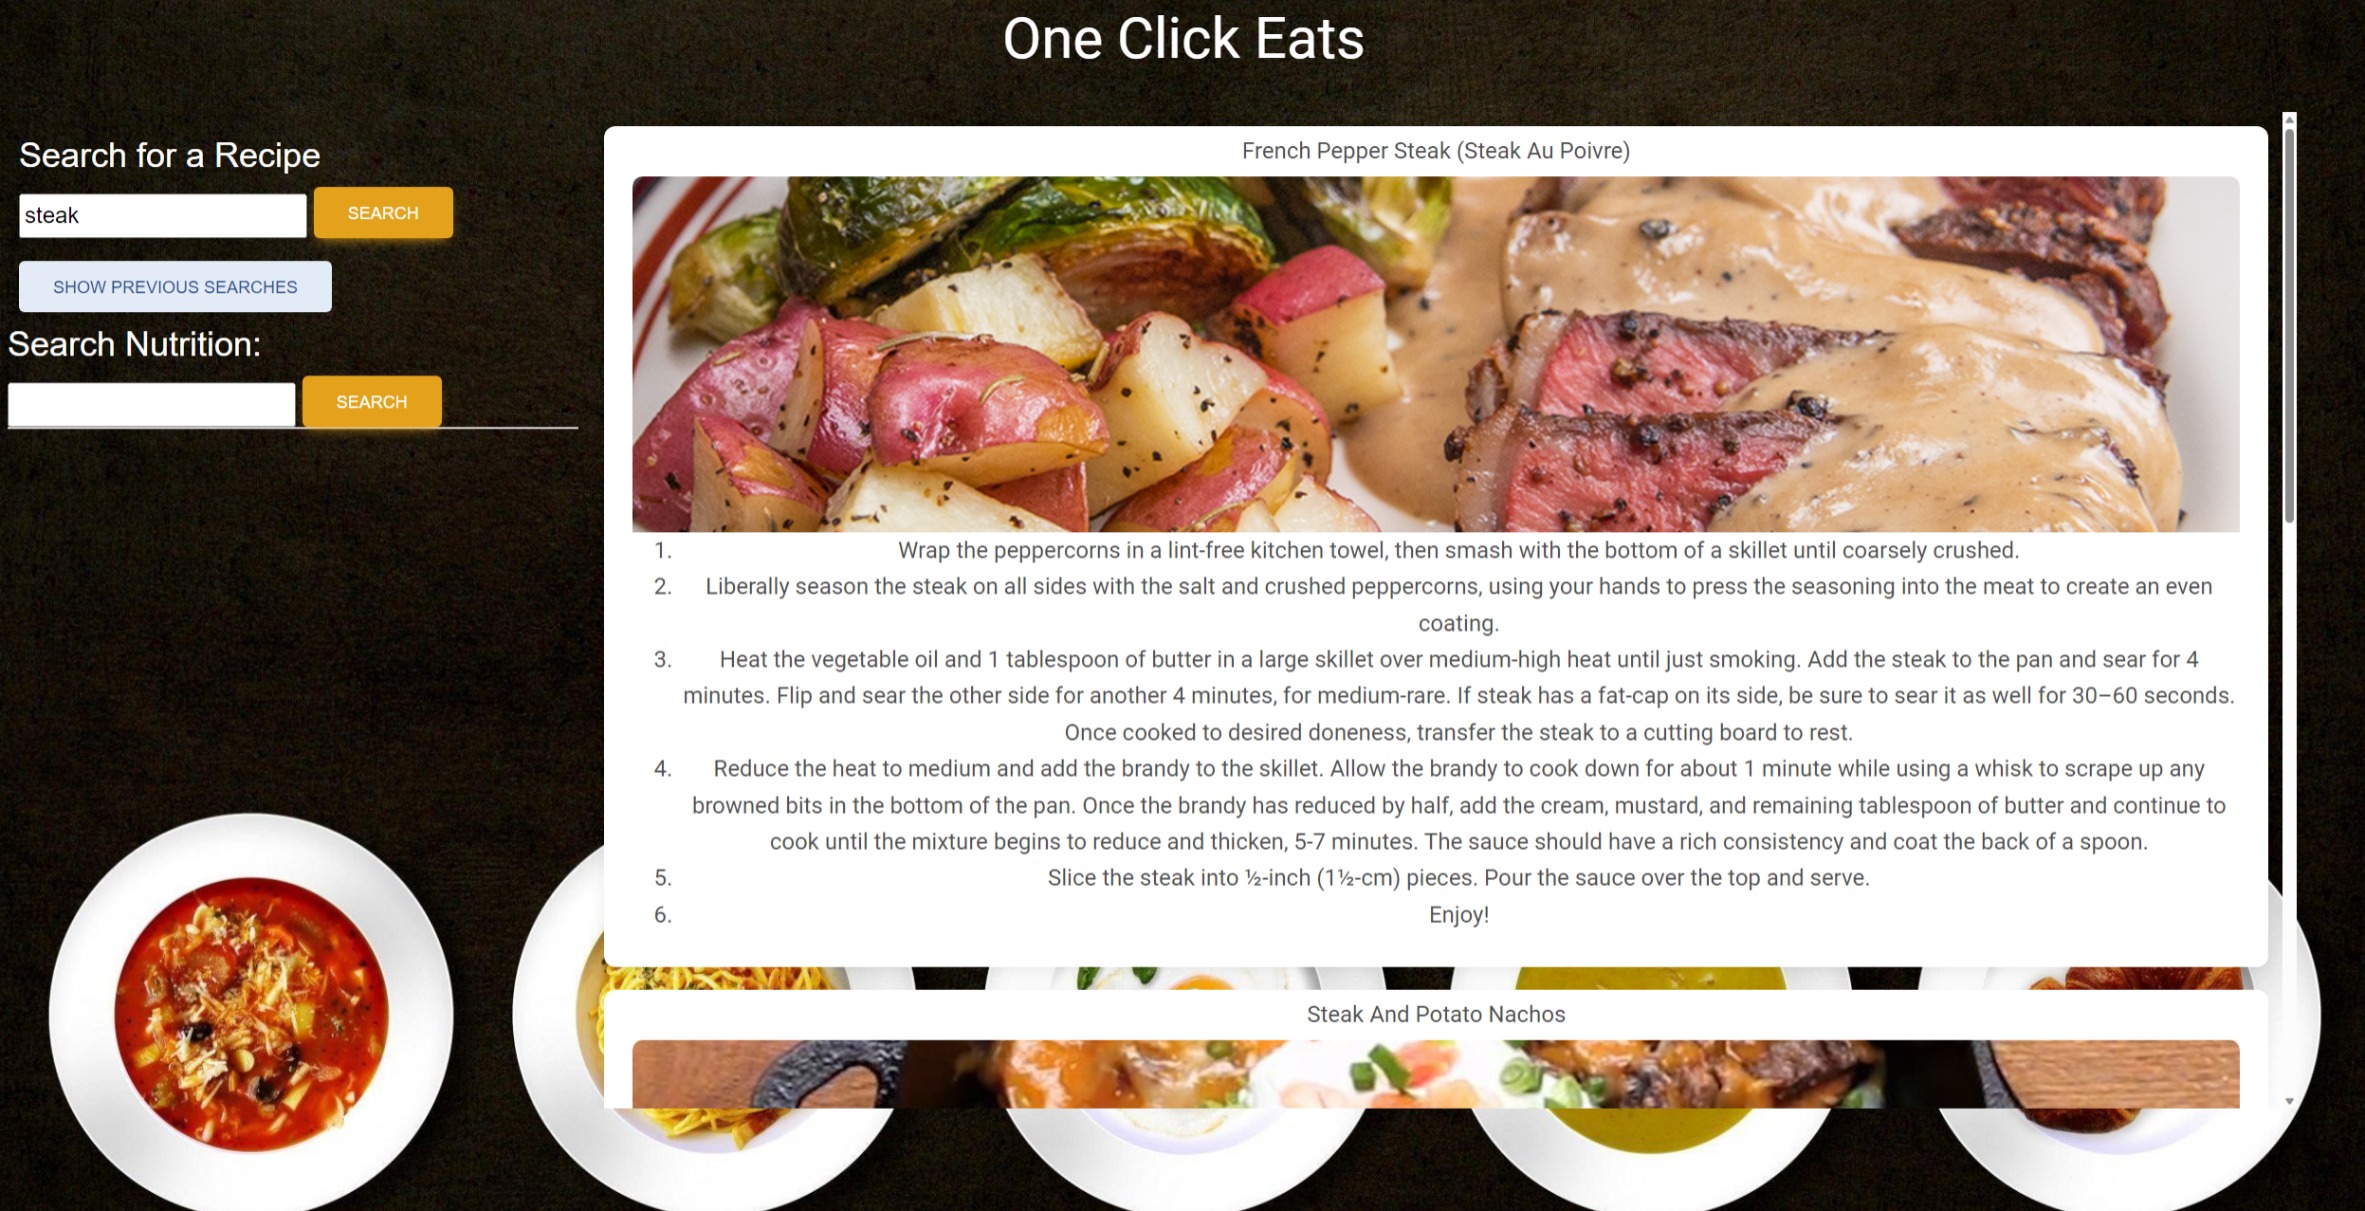 One Click Eats
Search for a Recipe
steak
SEARCH
SHOW PREVIOUS SEARCHES
Search Nutrition:
SEARCH
French Pepper Steak (Steak Au Poivre)
1. Wrap the peppercorns in a lint-free kitchen towel, then smash with the bottom of a skillet until coarsely crushed.
2. Liberally season the steak on all sides with the salt and crushed peppercorns, using your hands to press the seasoning into the meat to create an even
coating.
3. Heat the vegetable oil and 1 tablespoon of butter in a large skillet over medium-high heat until just smoking. Add the steak to the pan and sear for 4
minutes. Flip and sear the other side for another 4 minutes, for medium-rare. If steak has a fat-cap on its side, be sure to sear it as well for 30–60 seconds.
Once cooked to desired doneness, transfer the steak to a cutting board to rest.
4. Reduce the heat to medium and add the brandy to the skillet. Allow the brandy to cook down for about 1 minute while using a whisk to scrape up any
browned bits in the bottom of the pan. Once the brandy has reduced by half, add the cream, mustard, and remaining tablespoon of butter and continue to
cook until the mixture begins to reduce and thicken, 5-7 minutes. The sauce should have a rich consistency and coat the back of a spoon.
5. Slice the steak into ½-inch (1½-cm) pieces. Pour the sauce over the top and serve.
6. Enjoy!
Steak And Potato Nachos